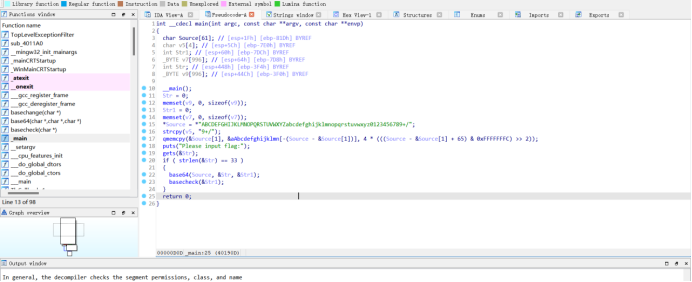 Library function Regular function Instruction Data Unexplored External symbol Lumina function
Functions window IDA View-A Pseudocode-A Strings window Hex View-1 Structures Enums Imports Exports
Function name
TopLevelExceptionFilter
sub_4011A0
__mingw32_init_mainargs
_mainCRTStartup
_WinMainCRTStartup
_atexit
__onexit
__gcc_register_frame
__gcc_deregister_frame
basechange(char *)
base64(char *,char *,char *)
basecheck(char *)
_main
__setargv
__cpu_features_init
__do_global_dtors
__do_global_ctors
__main
Line 13 of 98
Graph overview
1 int __cdecl main(int argc, const char **argv, const char **envp)
2 {
3 char Source[61]; // [esp+1Fh] [ebp-81Dh] BYREF
4 char v5[4]; // [esp+5Ch] [ebp-7E0h] BYREF
5 int Str1; // [esp+60h] [ebp-7DCh] BYREF
6 _BYTE v7[996]; // [esp+64h] [ebp-7D8h] BYREF
7 int Str; // [esp+448h] [ebp-3F4h] BYREF
8 _BYTE v9[996]; // [esp+44Ch] [ebp-3F0h] BYREF
9
10 __main();
11 Str = 0;
12 memset(v9, 0, sizeof(v9));
13 Str1 = 0;
14 memset(v7, 0, sizeof(v7));
15 *Source = *"ABCDEFGHIJKLMNOPQRSTUVWXYZabcdefghijklmnopqrstuvwxyz0123456789+/";
16 strcpy(v5, "9+/");
17 qmemcpy(&Source[1], &aAbcdefghijklmn[-(Source - &Source[1])], 4 * (((Source - &Source[1] + 65) & 0xFFFFFFFC) >> 2));
18 puts("Please input flag:");
19 gets(&Str);
20 if ( strlen(&Str) == 33 )
21 {
22 base64(Source, &Str, &Str1);
23 basecheck(&Str1);
24 }
25 return 0;
26 }
00000B0D _main:25 (40190D)
Output window
In general, the decompiler checks the segment permissions, class, and name